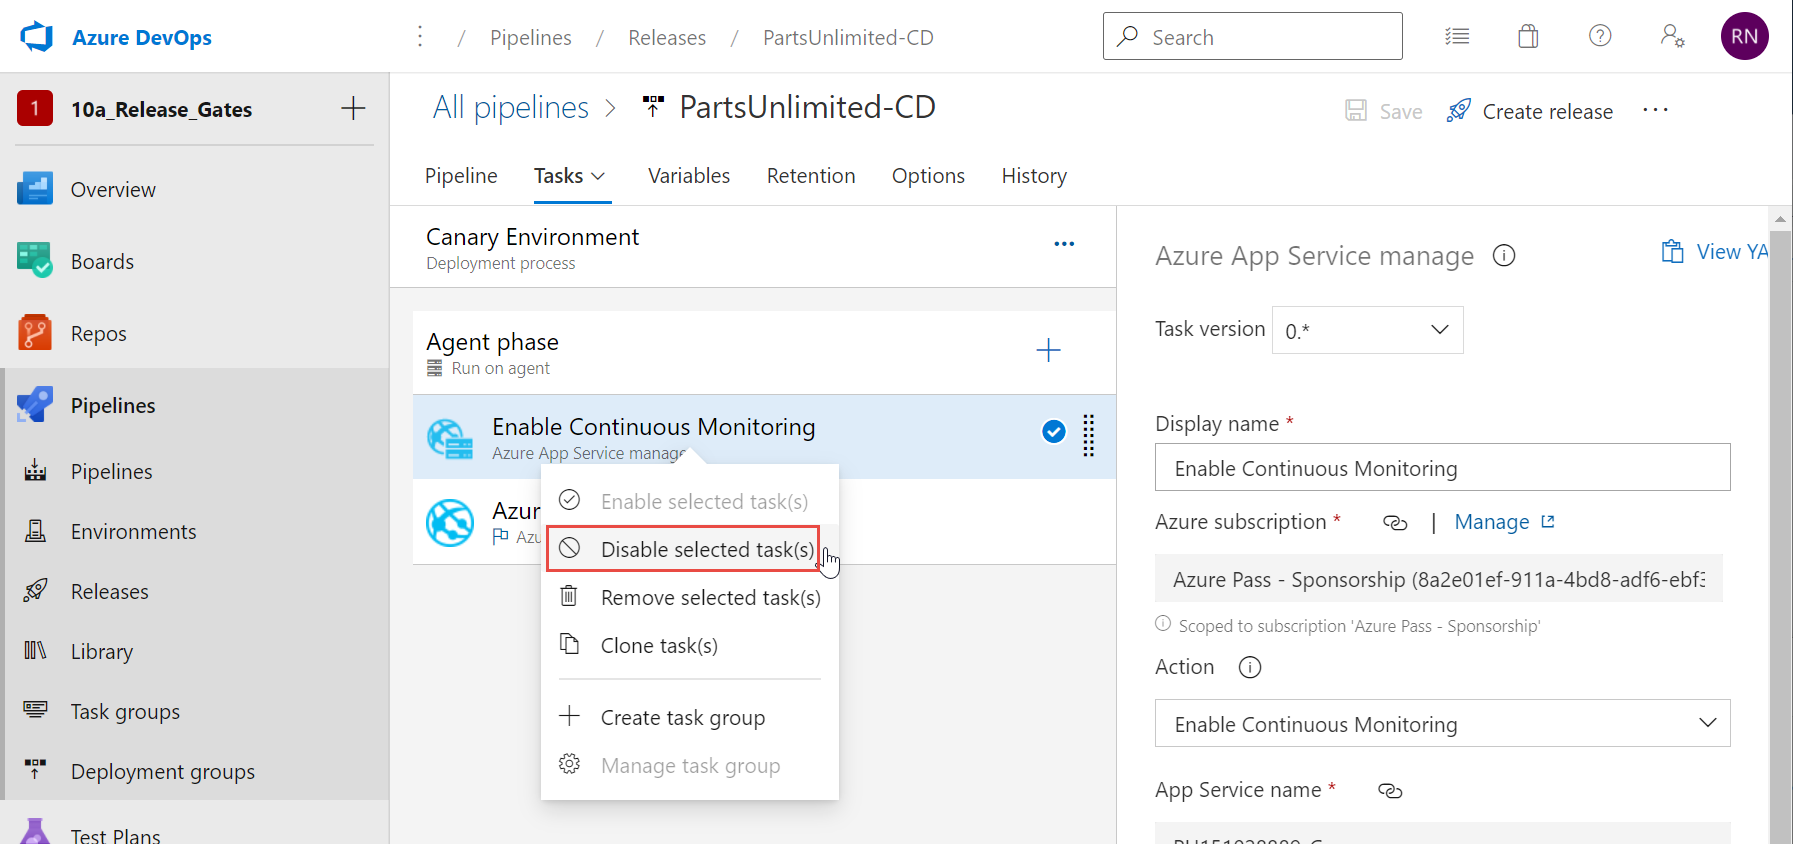 Azure DevOps
/ Pipelines / Releases / PartsUnlimited-CD
Search
RN
1 10a_Release_Gates
Overview
Boards
Repos
Pipelines
Pipelines
Environments
Releases
Library
Task groups
Deployment groups
Test Plans
All pipelines > PartsUnlimited-CD
Save
Create release
Pipeline
Tasks
Variables
Retention
Options
History
Canary Environment
Deployment process
Agent phase
Run on agent
Enable Continuous Monitoring
Azure App Service manage
Azur
Azu
Enable selected task(s)
Disable selected task(s)
Remove selected task(s)
Clone task(s)
Create task group
Manage task group
Azure App Service manage
View YA
Task version 0.*
Display name *
Enable Continuous Monitoring
Azure subscription * | Manage
Azure Pass - Sponsorship (8a2e01ef-911a-4bd8-adf6-ebf3
Scoped to subscription 'Azure Pass - Sponsorship'
Action
Enable Continuous Monitoring
App Service name *